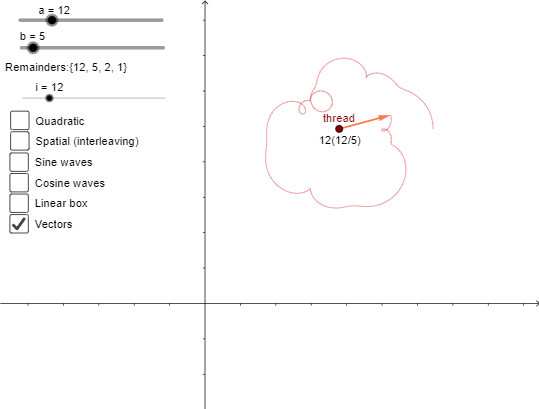 a = 12
b = 5
Remainders:{12, 5, 2, 1}
i = 12
Quadratic
Spatial (interleaving)
Sine waves
Cosine waves
Linear box
Vectors
thread
12(12/5)